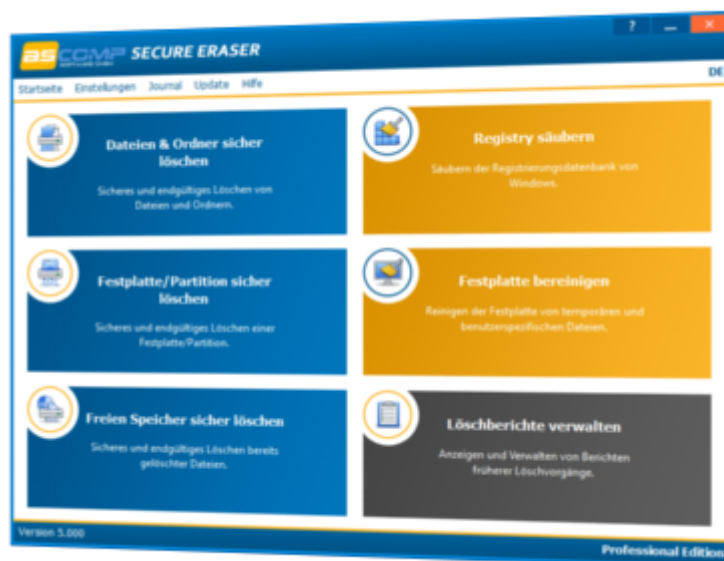 ascomp SECURE ERASER
SOFTWARE GMBH
Startseite Einstellungen Journal Update Hilfe
DE
Dateien & Ordner sicher
löschen
Sicheres und endgültiges Löschen von
Dateien und Ordnern.
Registry säubern
Säubern der Registrierungsdatenbank von
Windows.
Festplatte/Partition sicher
löschen
Sicheres und endgültiges Löschen einer
Festplatte/Partition.
Festplatte bereinigen
Reinigen der Festplatte von temporären und
benutzerspezifischen Dateien.
Freien Speicher sicher löschen
Sicheres und endgültiges Löschen bereits
gelöschter Dateien.
Löschberichte verwalten
Anzeigen und Verwalten von Berichten
früherer Löschvorgänge.
Version 5.000
Professional Edition